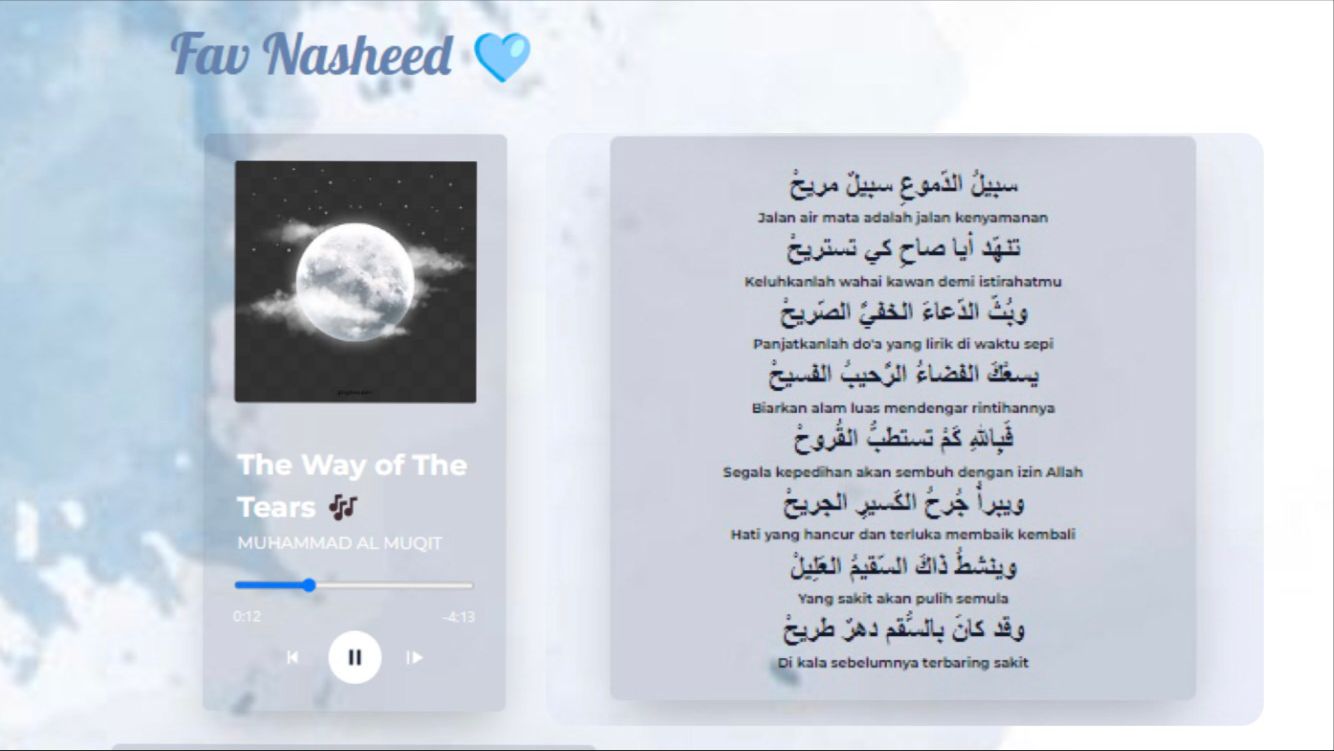 Fav Nasheed 🩵
The Way of The
Tears 🎶
MUHAMMAD AL MUQIT
0:12
-4:13
سبيلُ الدّموعِ سبيلٌ مريحْ
Jalan air mata adalah jalan kenyamanan
تنهّد أيا صاحِ كي تستريحْ
Keluhkanlah wahai kawan demi istirahatmu
وبُثّ الدّعاءَ الخفيَّ الصّريحْ
Panjatkanlah do'a yang lirik di waktu sepi
يسعْكَ الفضاءُ الرَّحيبُ الفسيحْ
Biarkan alam luas mendengar rintihannya
فَبِاللهِ كَمْ تستطبُّ القُروحْ
Segala kepedihan akan sembuh dengan izin Allah
ويبرأُ جُرحُ الكَسيرِ الجريحْ
Hati yang hancur dan terluka membaik kembali
وينشطُ ذَاكَ السّقيمُ العَلِيلْ
Yang sakit akan pulih semula
وقد كانَ بالسُّقم دهرٌ طريحْ
Di kala sebelumnya terbaring sakit